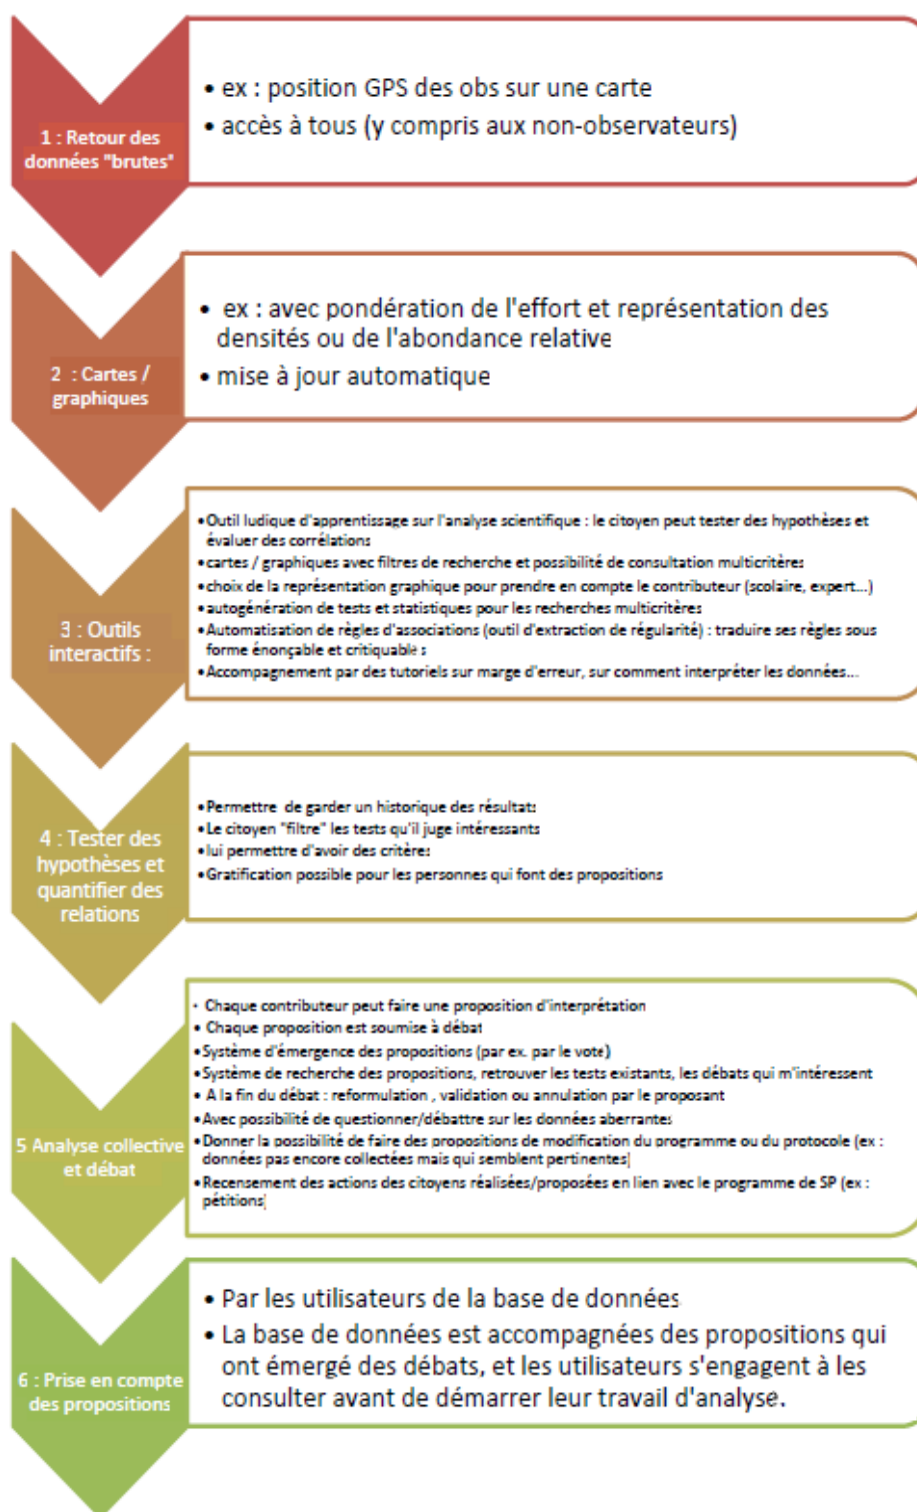 1 : Retour des
données "brutes"
• ex : position GPS des obs sur une carte
• accès à tous (y compris aux non-observateurs)
2 : Cartes /
graphiques
• ex : avec pondération de l'effort et représentation des
densités ou de l'abondance relative
• mise à jour automatique
3 : Outils
interactifs :
•Outil ludique d'apprentissage sur l'analyse scientifique : le citoyen peut tester des hypothèses et
évaluer des corrélations
•cartes / graphiques avec filtres de recherche et possibilité de consultation multicritères
•choix de la représentation graphique pour prendre en compte le contributeur (scolaire, expert...)
•autogénération de tests et statistiques pour les recherches multicritères
•Automatisation de règles d'associations (outil d'extraction de régularité) : traduire ses règles sous
forme énonçable et critiquables
•Accompagnement par des tutoriels sur marge d'erreur, sur comment interpréter les données...
4 : Tester des
hypothèses et
quantifier des
relations
•Permettre de garder un historique des résultats
•Le citoyen "filtre" les tests qu'il juge intéressants
•lui permettre d'avoir des critères
•Gratification possible pour les personnes qui font des propositions
5 Analyse collective
et débat
• Chaque contributeur peut faire une proposition d'interprétation
• Chaque proposition est soumise à débat
•Système d'émergence des propositions (par ex. par le vote)
•Système de recherche des propositions, retrouver les tests existants, les débats qui m'intéressent
• A la fin du débat : reformulation , validation ou annulation par le proposant
•Avec possibilité de questionner/débattre sur les données aberrantes
•Donner la possibilité de faire des propositions de modification du programme ou du protocole (ex :
données pas encore collectées mais qui semblent pertinentes)
•Recensement des actions des citoyens réalisées/proposées en lien avec le programme de SP (ex :
pétitions)
6 : Prise en compte
des propositions
• Par les utilisateurs de la base de données
• La base de données est accompagnées des propositions qui
ont émergé des débats, et les utilisateurs s'engagent à les
consulter avant de démarrer leur travail d'analyse.